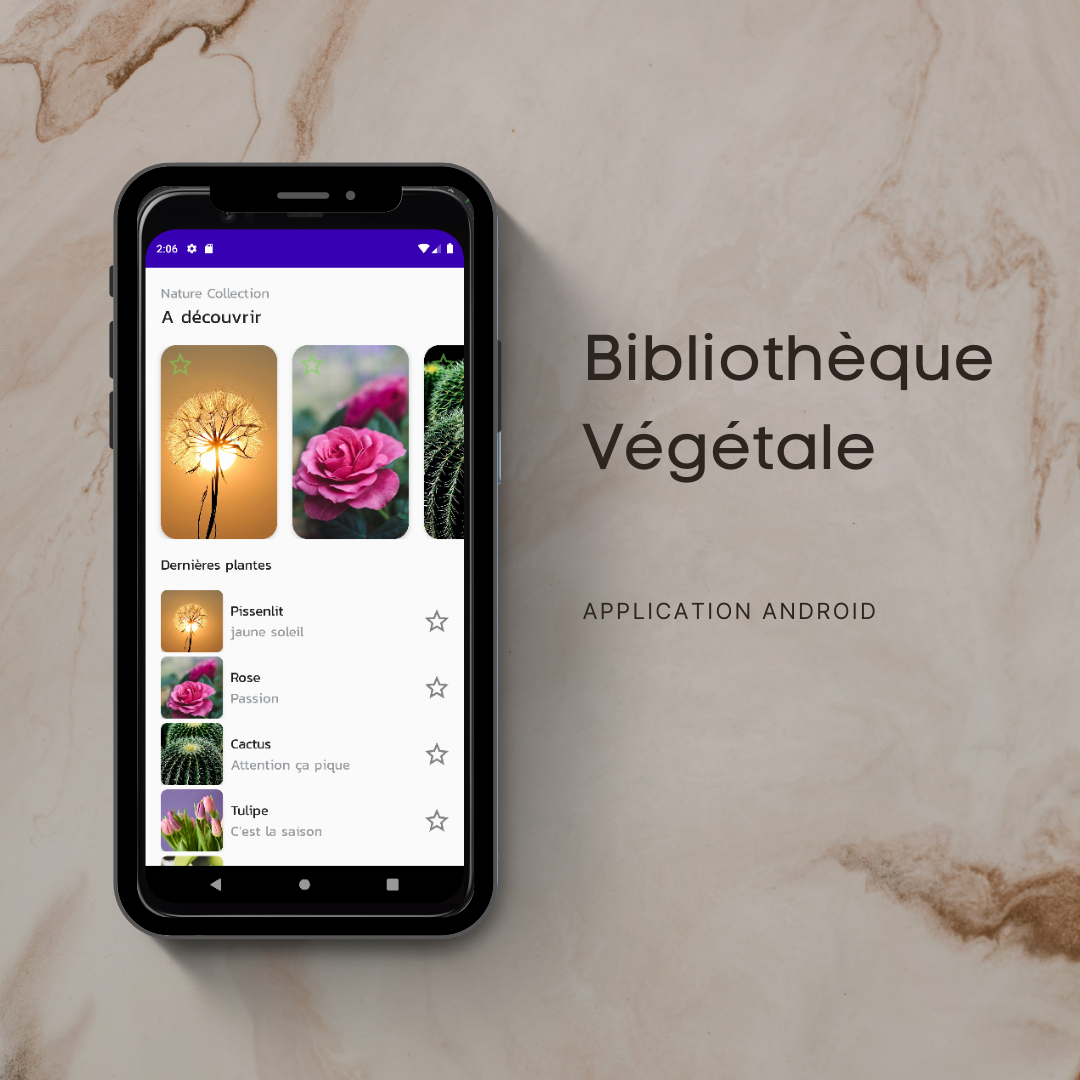 2:06
Nature Collection
A découvrir
Dernières plantes
Pissenlit
jaune soleil
Rose
Passion
Cactus
Attention ça pique
Tulipe
C'est la saison
Bibliothèque
Végétale
APPLICATION ANDROID